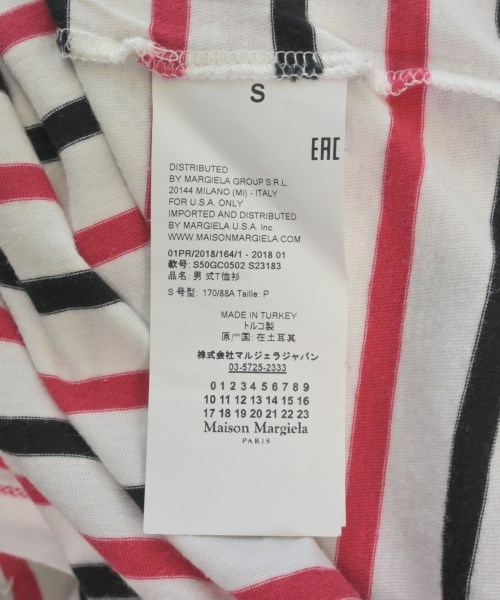 S
EAC
DISTRIBUTED
BY MARGIELA GROUP S.R.L.
20144 MILANO (MI) - ITALY
FOR U.S.A. ONLY
IMPORTED AND DISTRIBUTED
BY MARGIELA U.S.A. Inc.
WWW.MAISONMARGIELA.COM
01PR/2018/164/1 - 2018 01
款号: S50GC0502 S23183
品名: 男 式T恤衫
S 号型: 170/88A Taille: P
MADE IN TURKEY
トルコ製
原产国: 在土耳其
株式会社マルジェラジャパン
03-5725-2333
0 1 2 3 4 5 6 7 8 9
10 11 12 13 14 15 16
17 18 19 20 21 22 23
Maison Margiela
PARIS